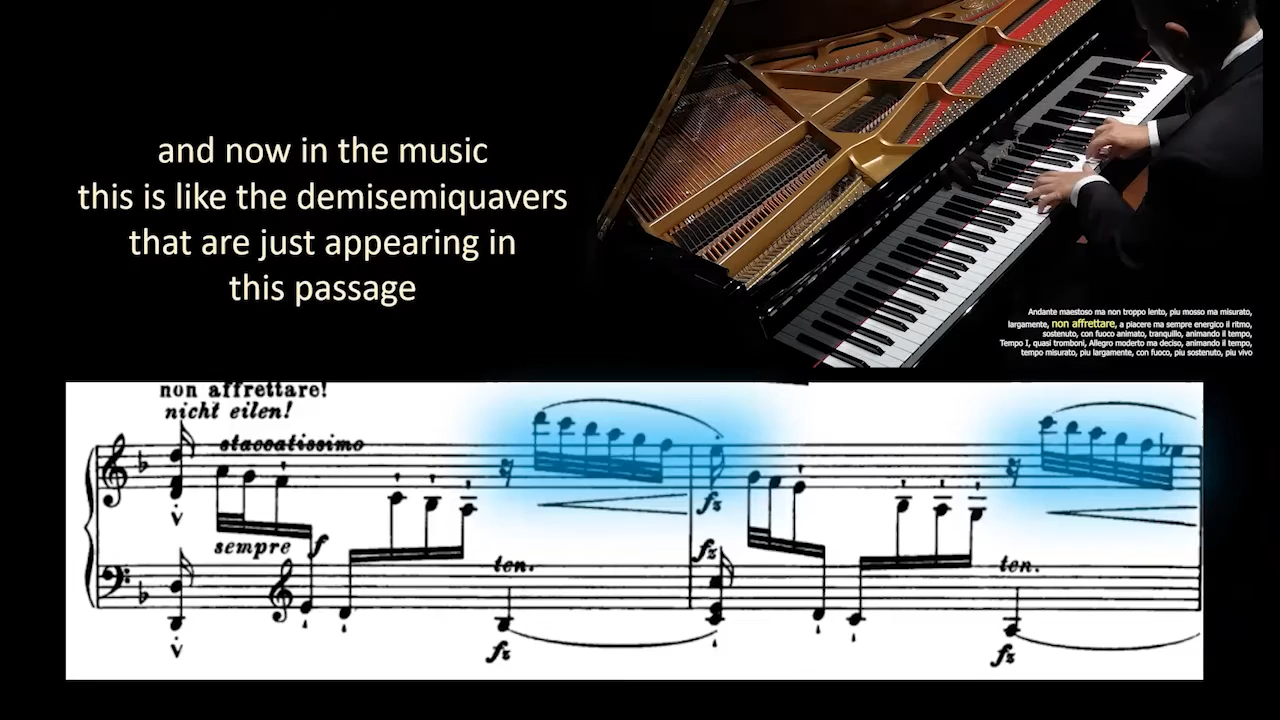 and now in the music
this is like the demisemiquavers
that are just appearing in
this passage
Andante maestoso ma non troppo lento, piu mosso ma misurato,
largamente, non affrettare, a piacere ma sempre energico il ritmo,
sostenuto, con fuoco animato, tranquillo, animando il tempo,
Tempo I, quasi tromboni, Allegro moderto ma deciso, animando il tempo,
tempo misurato, piu largamente, con fuoco, piu sostenuto, piu vivo
non affrettare!
nicht eilen!
staccatissimo
fz
sempre f
fz
ten.
ten.
fz
fz